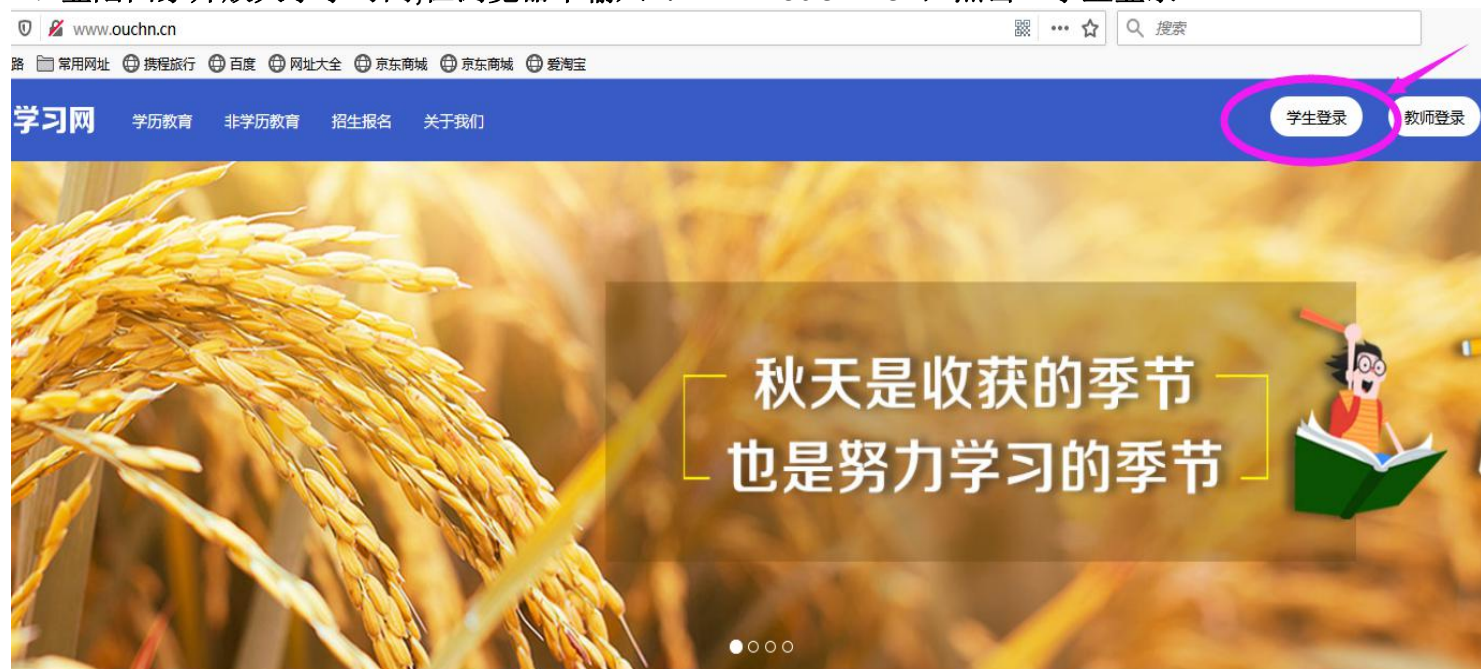 www.ouchn.cn
搜索
路 常用网址 携程旅行 百度 网址大全 京东商城 京东商城 爱淘宝
学习网 学历教育 非学历教育 招生报名 关于我们 学生登录 教师登录
秋天是收获的季节
也是努力学习的季节